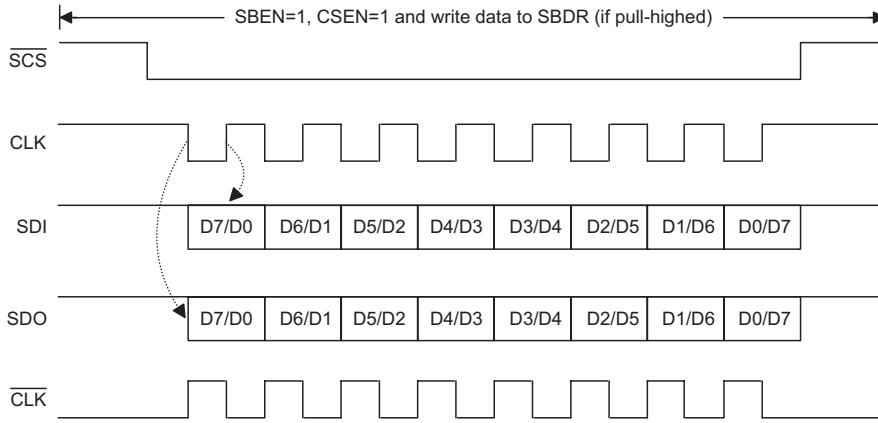 SBEN=1, CSEN=1 and write data to SBDR (if pull-highed)
SCS
CLK
SDI D7/D0 D6/D1 D5/D2 D4/D3 D3/D4 D2/D5 D1/D6 D0/D7
SDO D7/D0 D6/D1 D5/D2 D4/D3 D3/D4 D2/D5 D1/D6 D0/D7
CLK